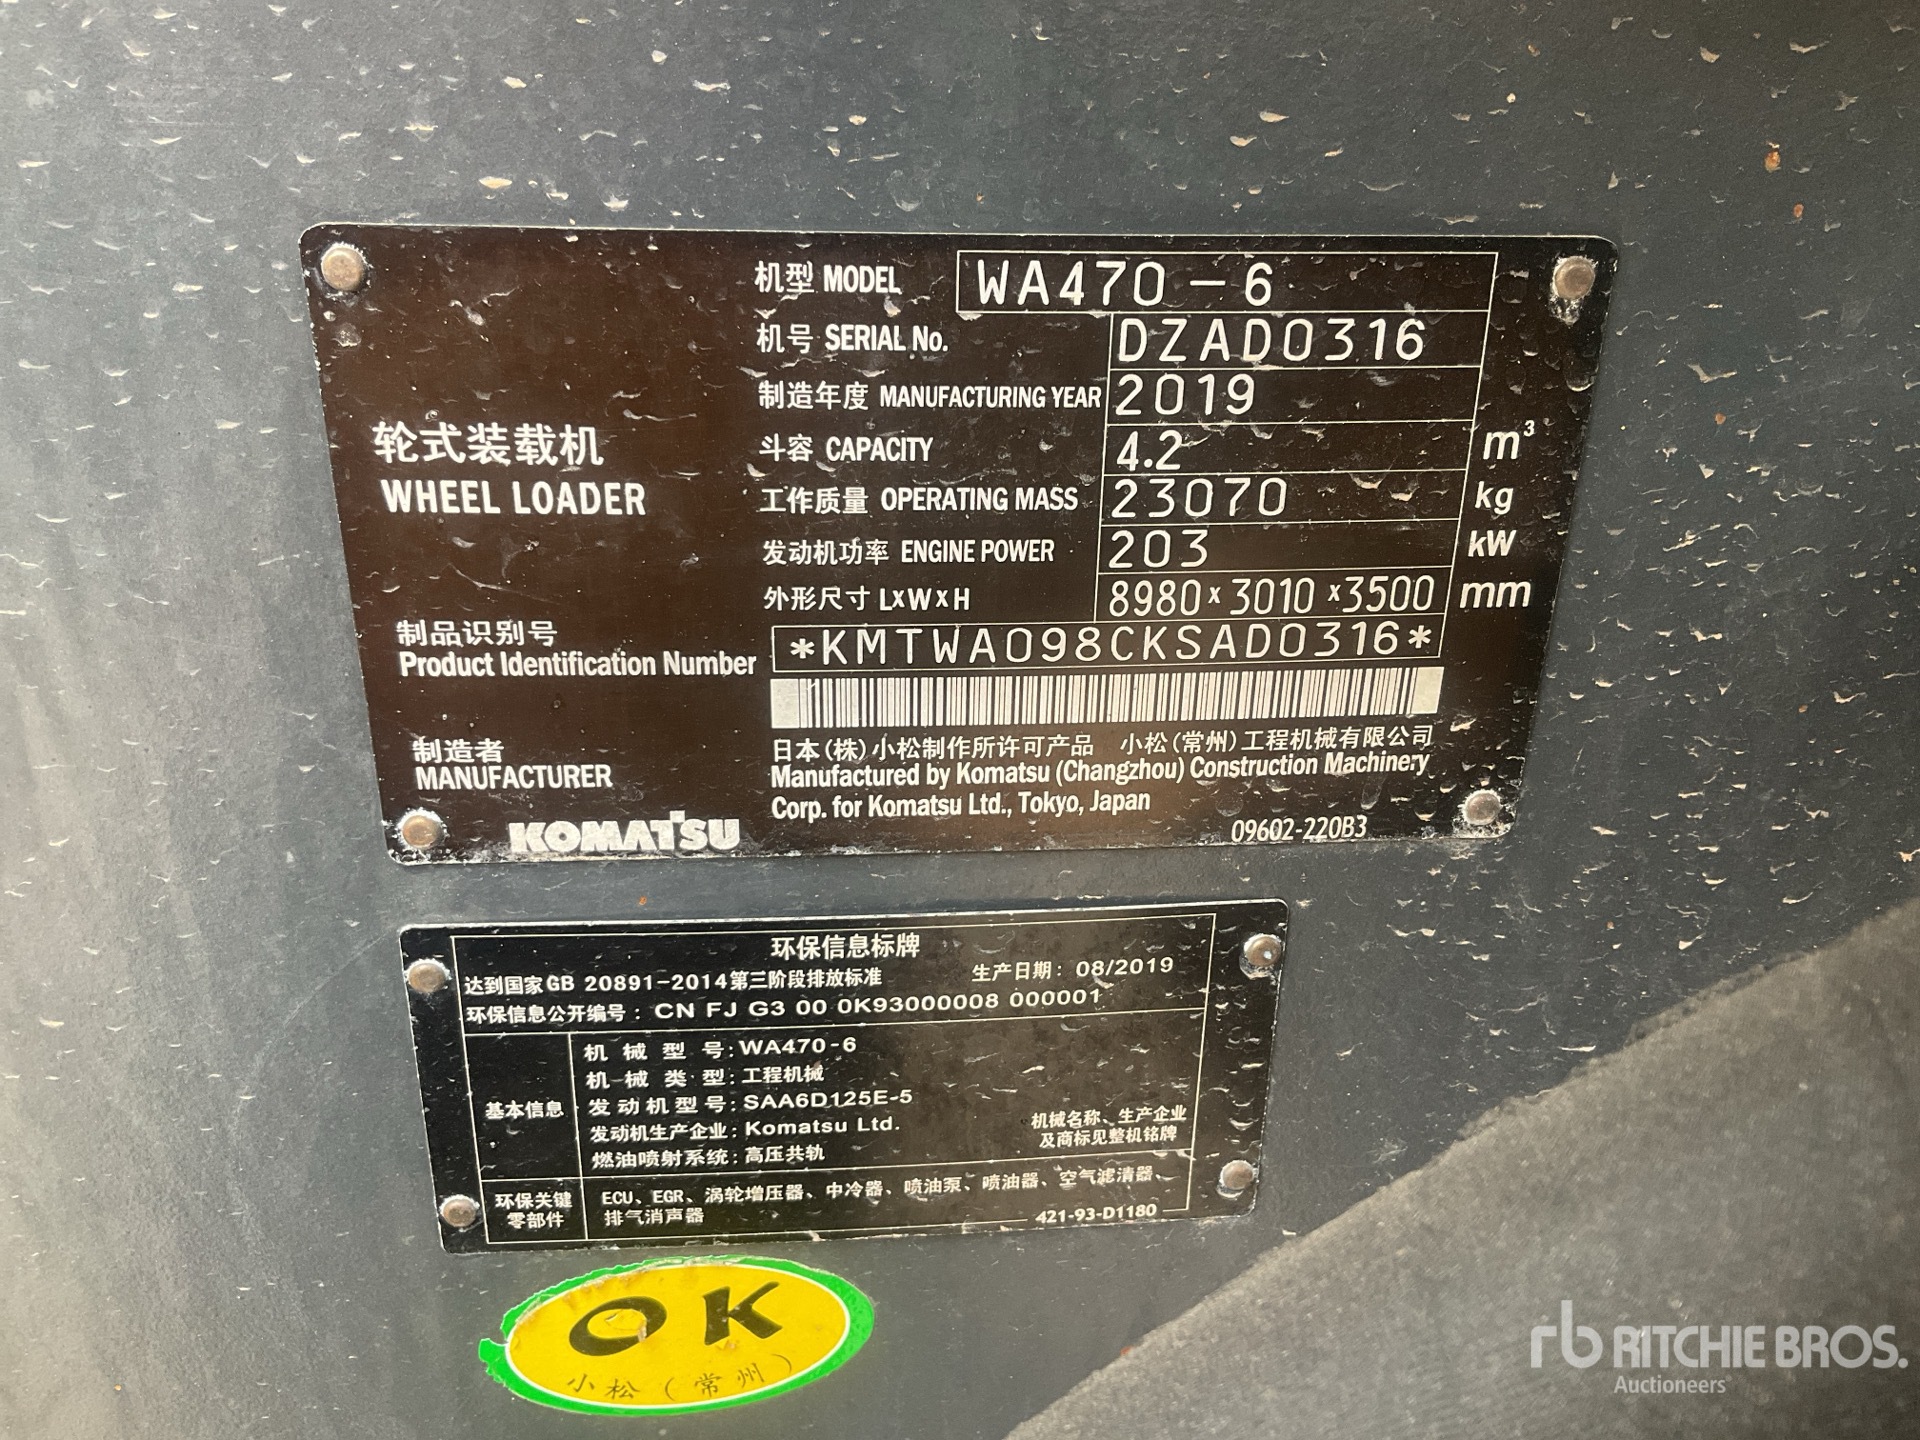 机型 MODEL WA470-6
机号 SERIAL No. DZAD0316
制造年度 MANUFACTURING YEAR 2019
斗容 CAPACITY 4.2 m³
工作质量 OPERATING MASS 23070 kg
发动机功率 ENGINE POWER 203 kW
外形尺寸 L×W×H 8980×3010×3500 mm
轮式装载机
WHEEL LOADER
制品识别号
Product Identification Number *KMTWA098CKSAD0316*
制造者
MANUFACTURER
日本(株)小松制作所许可产品 小松(常州)工程机械有限公司
Manufactured by Komatsu (Changzhou) Construction Machinery
Corp. for Komatsu Ltd., Tokyo, Japan
KOMATSU
09602-220B3
环保信息标牌
达到国家GB 20891-2014第三阶段排放标准 生产日期: 08/2019
环保信息公开编号: CN FJ G3 00 0K93000008 000001
基本信息
机械型号:WA470-6
机械类型:工程机械
发动机型号:SAA6D125E-5
发动机生产企业:Komatsu Ltd.
燃油喷射系统:高压共轨
机械名称、生产企业
及商标见整机铭牌
环保关键
零部件
ECU、EGR、涡轮增压器、中冷器、喷油泵、喷油器、空气滤清器、
排气消声器
421-93-D1180
OK
小松(常州)
rb RITCHIE BROS.
Auctioneers